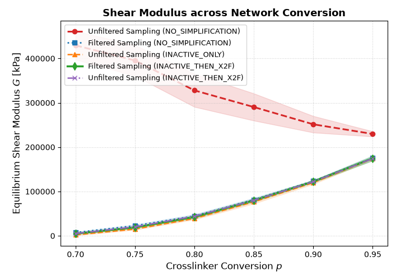 Shear Modulus across Network Conversion
Unfiltered Sampling (NO_SIMPLIFICATION)
Filtered Sampling (NO_SIMPLIFICATION)
Unfiltered Sampling (INACTIVE_ONLY)
Filtered Sampling (INACTIVE_THEN_X2F)
Unfiltered Sampling (INACTIVE_THEN_X2F)
Equilibrium Shear Modulus G [kPa]
400000
300000
200000
100000
0
0.70 0.75 0.80 0.85 0.90 0.95
Crosslinker Conversion p